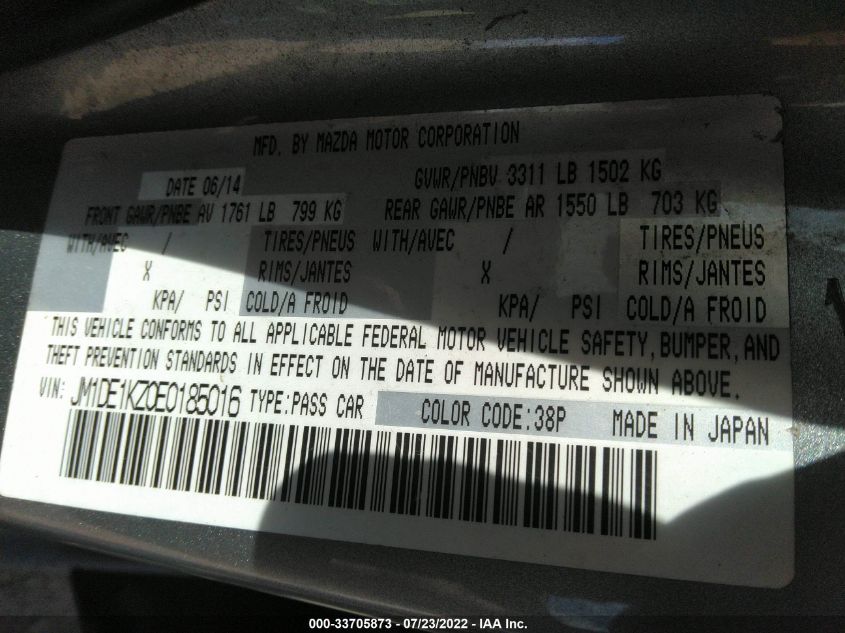 MFD. BY MAZDA MOTOR CORPORATION
DATE 06/14 GVWR/PNBV 3311 LB 1502 KG
FRONT GAWR/PNBE AV 1761 LB 799 KG REAR GAWR/PNBE AR 1550 LB 703 KG
WITH/AVEC / TIRES/PNEUS WITH/AVEC / TIRES/PNEUS
X RIMS/JANTES X RIMS/JANTES
KPA/ PSI COLD/A FROID KPA/ PSI COLD/A FROID
THIS VEHICLE CONFORMS TO ALL APPLICABLE FEDERAL MOTOR VEHICLE SAFETY, BUMPER, AND
THEFT PREVENTION STANDARDS IN EFFECT ON THE DATE OF MANUFACTURE SHOWN ABOVE.
VIN: JM1DE1KZ0E0185016 TYPE:PASS CAR COLOR CODE:38P MADE IN JAPAN
000-33705873 - 07/23/2022 - IAA Inc.